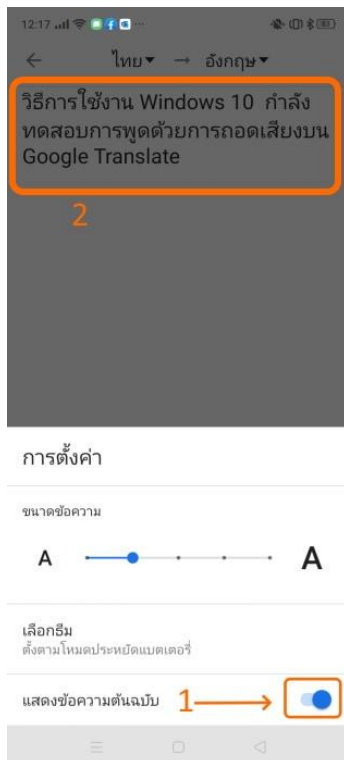 12:17
ไทย → อังกฤษ
วิธีการใช้งาน Windows 10 กำลัง
ทดสอบการพูดด้วยการถอดเสียงบน
Google Translate
2
การตั้งค่า
ขนาดข้อความ
A A
เลือกธีม
ตั้งตามโหมดประหยัดแบตเตอรี่
แสดงข้อความต้นฉบับ 1